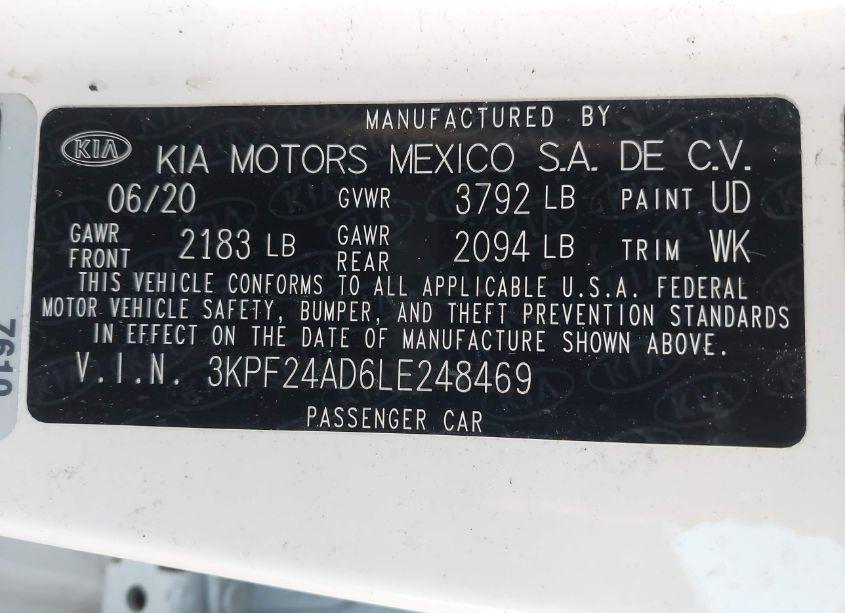 MANUFACTURED BY
KIA KIA MOTORS MEXICO S.A. DE C.V.
06/20 GVWR 3792 LB PAINT UD
GAWR FRONT 2183 LB GAWR REAR 2094 LB TRIM WK
THIS VEHICLE CONFORMS TO ALL APPLICABLE U.S.A. FEDERAL
MOTOR VEHICLE SAFETY, BUMPER, AND THEFT PREVENTION STANDARDS
IN EFFECT ON THE DATE OF MANUFACTURE SHOWN ABOVE.
V.I.N. 3KPF24AD6LE248469
PASSENGER CAR